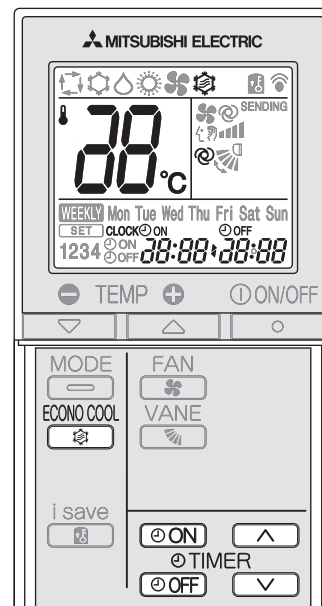 MITSUBISHI ELECTRIC
SENDING
88 °C
WEEKLY Mon Tue Wed Thu Fri Sat Sun
SET CLOCK ON OFF
1234 ON OFF 88:88 88:88
TEMP ON/OFF
MODE FAN
ECONO COOL VANE
i save
ON
TIMER
OFF